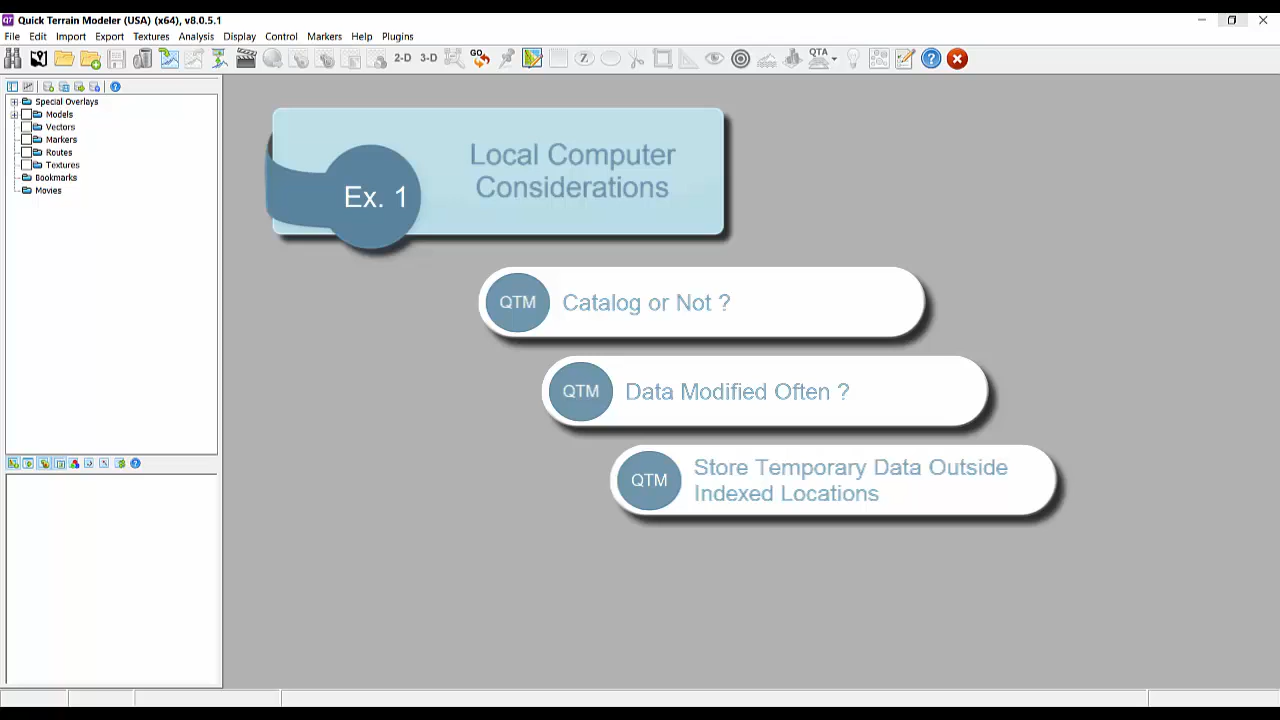 Quick Terrain Modeler (USA) (x64), v8.0.5.1
File Edit Import Export Textures Analysis Display Control Markers Help Plugins
2-D 3-D GO QTA
Special Overlays
Models
Vectors
Markers
Routes
Textures
Bookmarks
Movies
Ex. 1
Local Computer
Considerations
QTM Catalog or Not ?
QTM Data Modified Often ?
QTM Store Temporary Data Outside
Indexed Locations